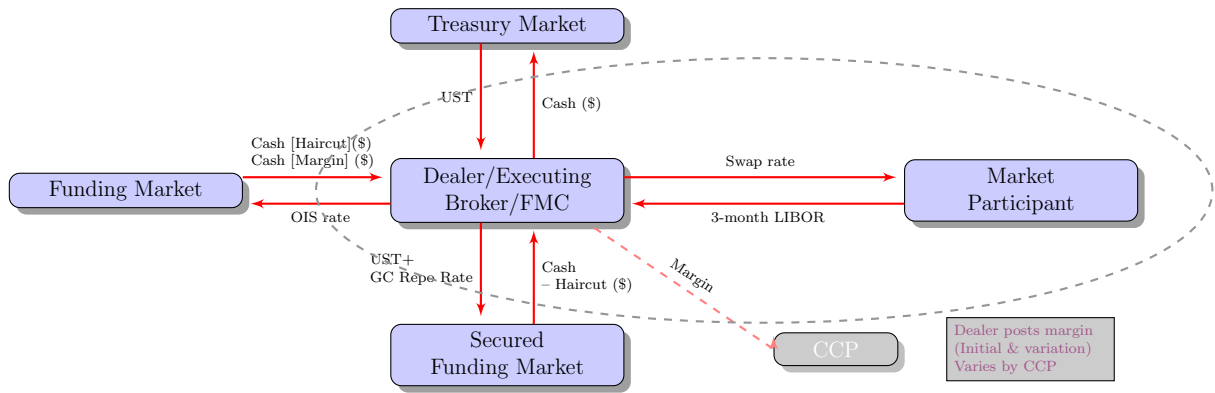 Treasury Market
UST
Cash ($)
Cash [Haircut]($)
Cash [Margin] ($)
Funding Market
OIS rate
Dealer/Executing
Broker/FMC
Swap rate
3-month LIBOR
Market
Participant
UST+
GC Repo Rate
Cash
– Haircut ($)
Margin
Secured
Funding Market
CCP
Dealer posts margin
(Initial & variation)
Varies by CCP